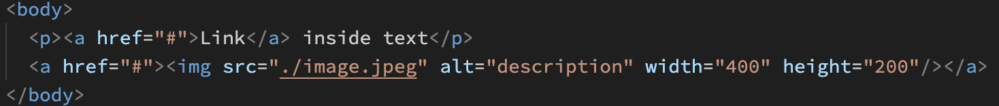 <body>
<p><a href="#">Link</a> inside text</p>
<a href="#"><img src="./image.jpeg" alt="description" width="400" height="200"/></a>
</body>